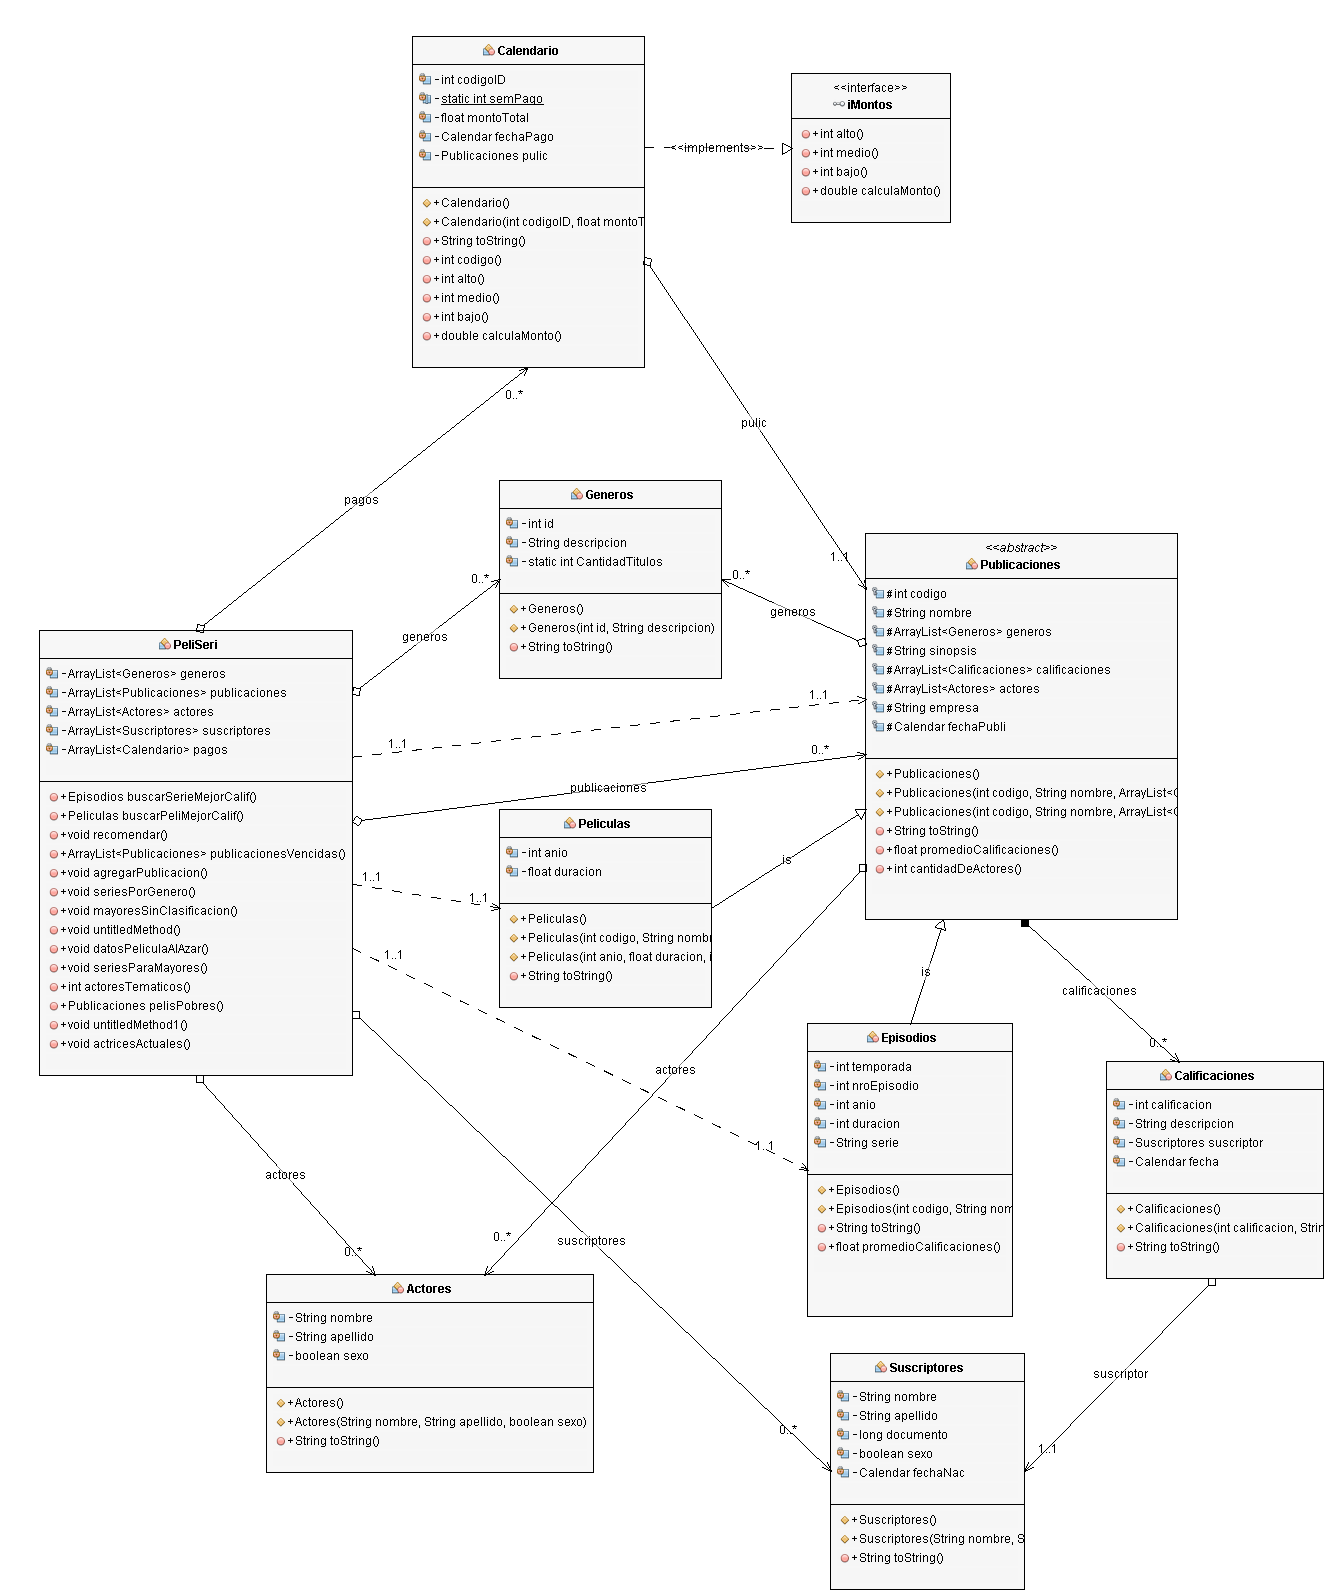 Calendario
-int codigoID
-static int semPago
-float montoTotal
-Calendar fechaPago
-Publicaciones pulic
+Calendario()
+Calendario(int codigoID, float montoT
+String toString()
+int codigo()
+int alto()
+int medio()
+int bajo()
+double calculaMonto()
<<implements>>
<<interface>>
iMontos
+int alto()
+int medio()
+int bajo()
+double calculaMonto()
0..*
pagos
pulic
1..1
Generos
-int id
-String descripcion
-static int CantidadTitulos
+Generos()
+Generos(int id, String descripcion)
+String toString()
0..*
generos
0..*
generos
<<abstract>>
Publicaciones
#int codigo
#String nombre
#ArrayList<Generos> generos
#String sinopsis
#ArrayList<Calificaciones> calificaciones
#ArrayList<Actores> actores
#String empresa
#Calendar fechaPubli
+Publicaciones()
+Publicaciones(int codigo, String nombre, ArrayList<G
+Publicaciones(int codigo, String nombre, ArrayList<G
+String toString()
+float promedioCalificaciones()
+int cantidadDeActores()
PeliSeri
-ArrayList<Generos> generos
-ArrayList<Publicaciones> publicaciones
-ArrayList<Actores> actores
-ArrayList<Suscriptores> suscriptores
-ArrayList<Calendario> pagos
+Episodios buscarSerieMejorCalif()
+Peliculas buscarPeliMejorCalif()
+void recomendar()
+ArrayList<Publicaciones> publicacionesVencidas()
+void agregarPublicacion()
+void seriesPorGenero()
+void mayoresSinClasificacion()
+void untitledMethod()
+void datosPeliculaAlAzar()
+void seriesParaMayores()
+int actoresTematicos()
+Publicaciones pelisPobres()
+void untitledMethod1()
+void actricesActuales()
1..1
1..1
0..*
publicaciones
1..1
1..1
1..1
1..1
Peliculas
-int anio
-float duracion
+Peliculas()
+Peliculas(int codigo, String nombr
+Peliculas(int anio, float duracion, i
+String toString()
is
is
calificaciones
0..*
actores
0..*
Episodios
-int temporada
-int nroEpisodio
-int anio
-int duracion
-String serie
+Episodios()
+Episodios(int codigo, String nom
+String toString()
+float promedioCalificaciones()
Calificaciones
-int calificacion
-String descripcion
-Suscriptores suscriptor
-Calendar fecha
+Calificaciones()
+Calificaciones(int calificacion, Strin
+String toString()
actores
0..*
suscriptores
0..*
Actores
-String nombre
-String apellido
-boolean sexo
+Actores()
+Actores(String nombre, String apellido, boolean sexo)
+String toString()
suscriptor
1..1
Suscriptores
-String nombre
-String apellido
-long documento
-boolean sexo
-Calendar fechaNac
+Suscriptores()
+Suscriptores(String nombre, S
+String toString()